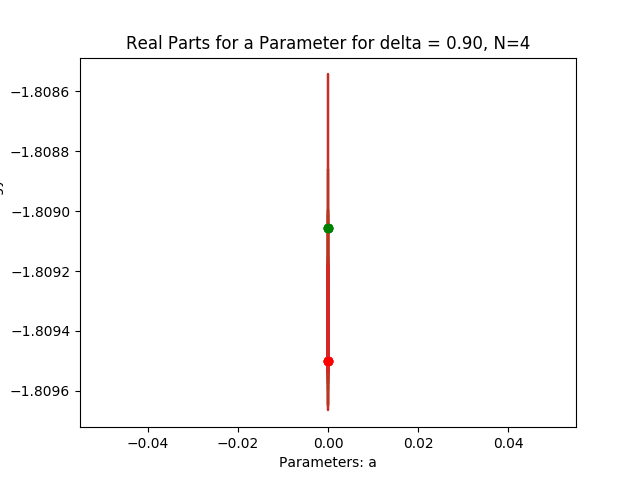 Real Parts for a Parameter for delta = 0.90, N=4
−1.8086
−1.8088
−1.8090
−1.8092
−1.8094
−1.8096
−0.04 −0.02 0.00 0.02 0.04
Parameters: a